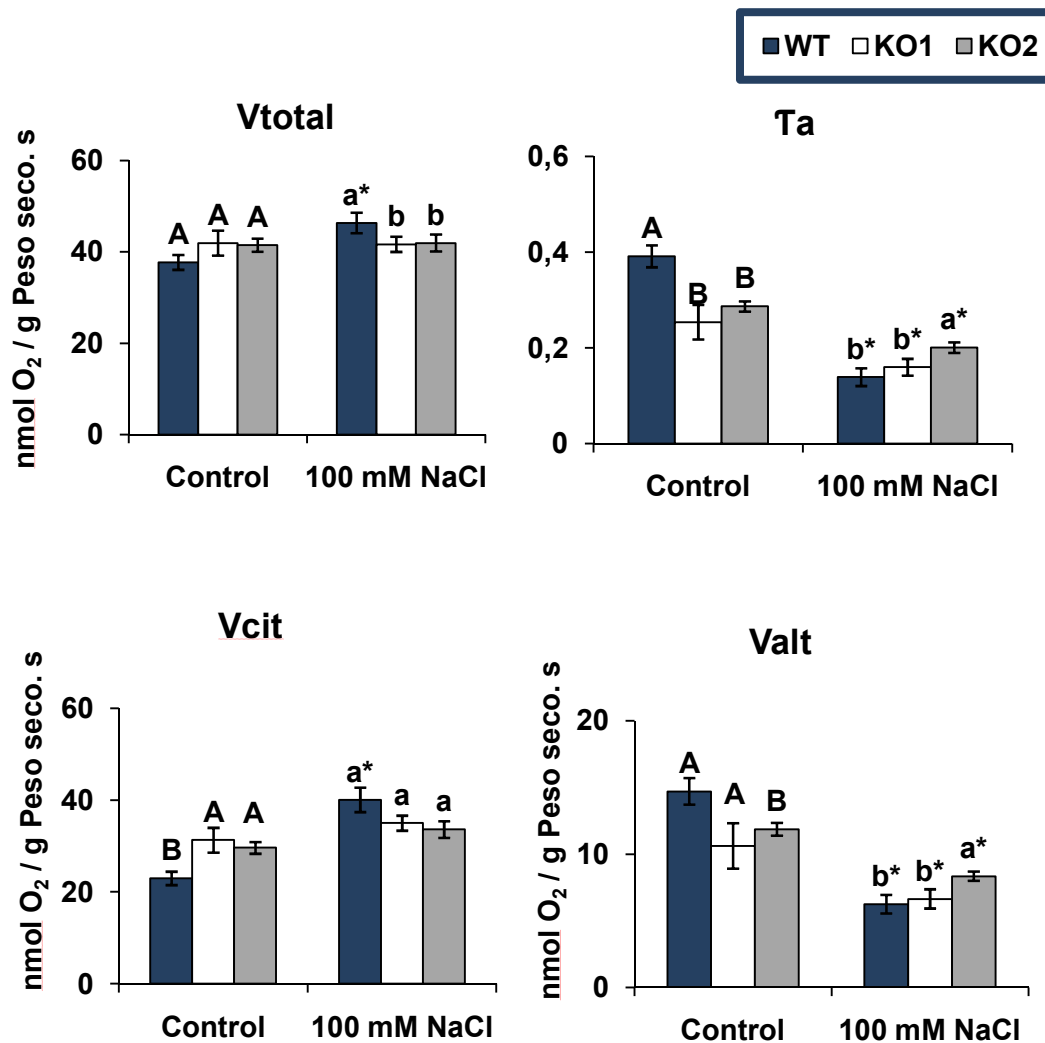 WT KO1 KO2
Vtotal
nmol O₂ / g Peso seco. s
60
40
20
0
A A A
a* b b
Control 100 mM NaCl
Ƭa
0,6
0,4
0,2
0
A B B
b* b* a*
Control 100 mM NaCl
Vcit
nmol O₂ / g Peso seco. s
60
40
20
0
B A A
a* a a
Control 100 mM NaCl
Valt
nmol O₂ / g Peso seco. s
20
10
0
A A B
b* b* a*
Control 100 mM NaCl